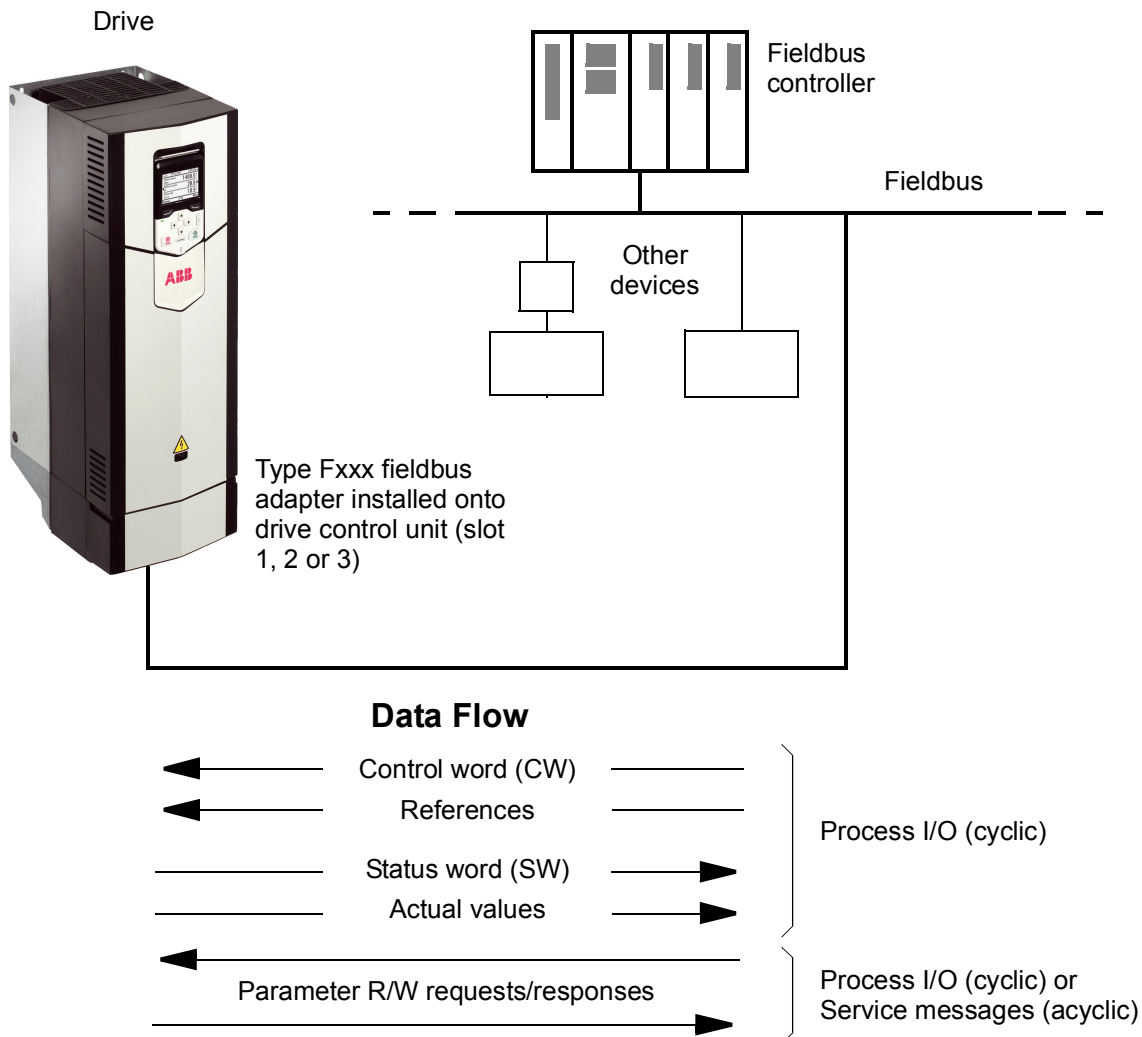 Drive
Fieldbus
controller
Fieldbus
Other
devices
ABB
Type Fxxx fieldbus
adapter installed onto
drive control unit (slot
1, 2 or 3)
Data Flow
Control word (CW)
References
Process I/O (cyclic)
Status word (SW)
Actual values
Parameter R/W requests/responses
Process I/O (cyclic) or
Service messages (acyclic)